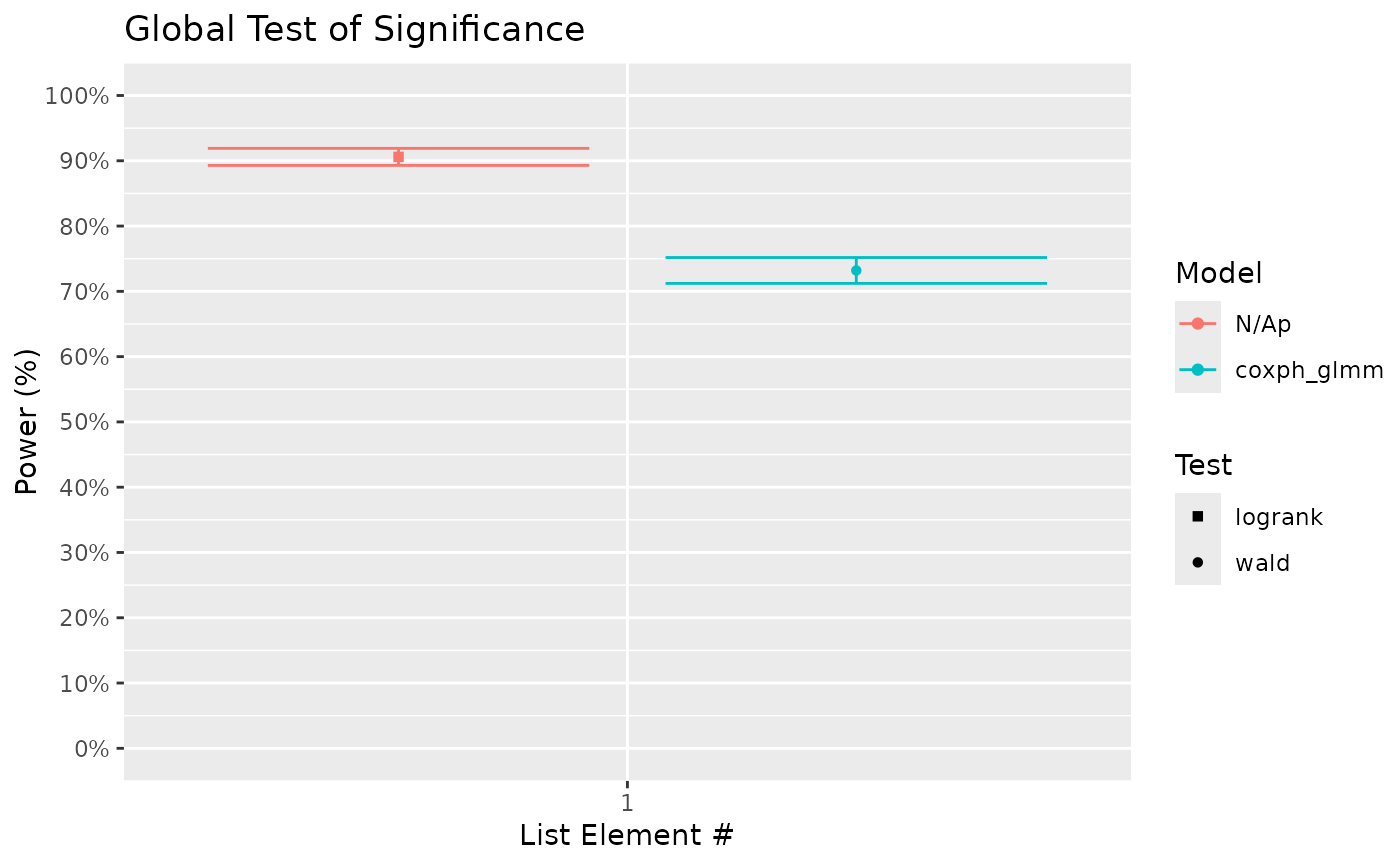 Global Test of Significance
100%
90%
80%
70%
60%
50%
40%
30%
20%
10%
0%
Power (%)
1
List Element #
Model
N/Ap
coxph_glmm
Test
logrank
wald